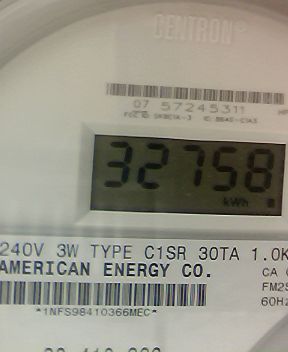 CENTRON®
07 57245311
32758
kWh
240V 3W TYPE C1SR 30TA 1.0K
AMERICAN ENERGY CO.
CA
FM2S
60Hz
*1NFS98410366MEC*